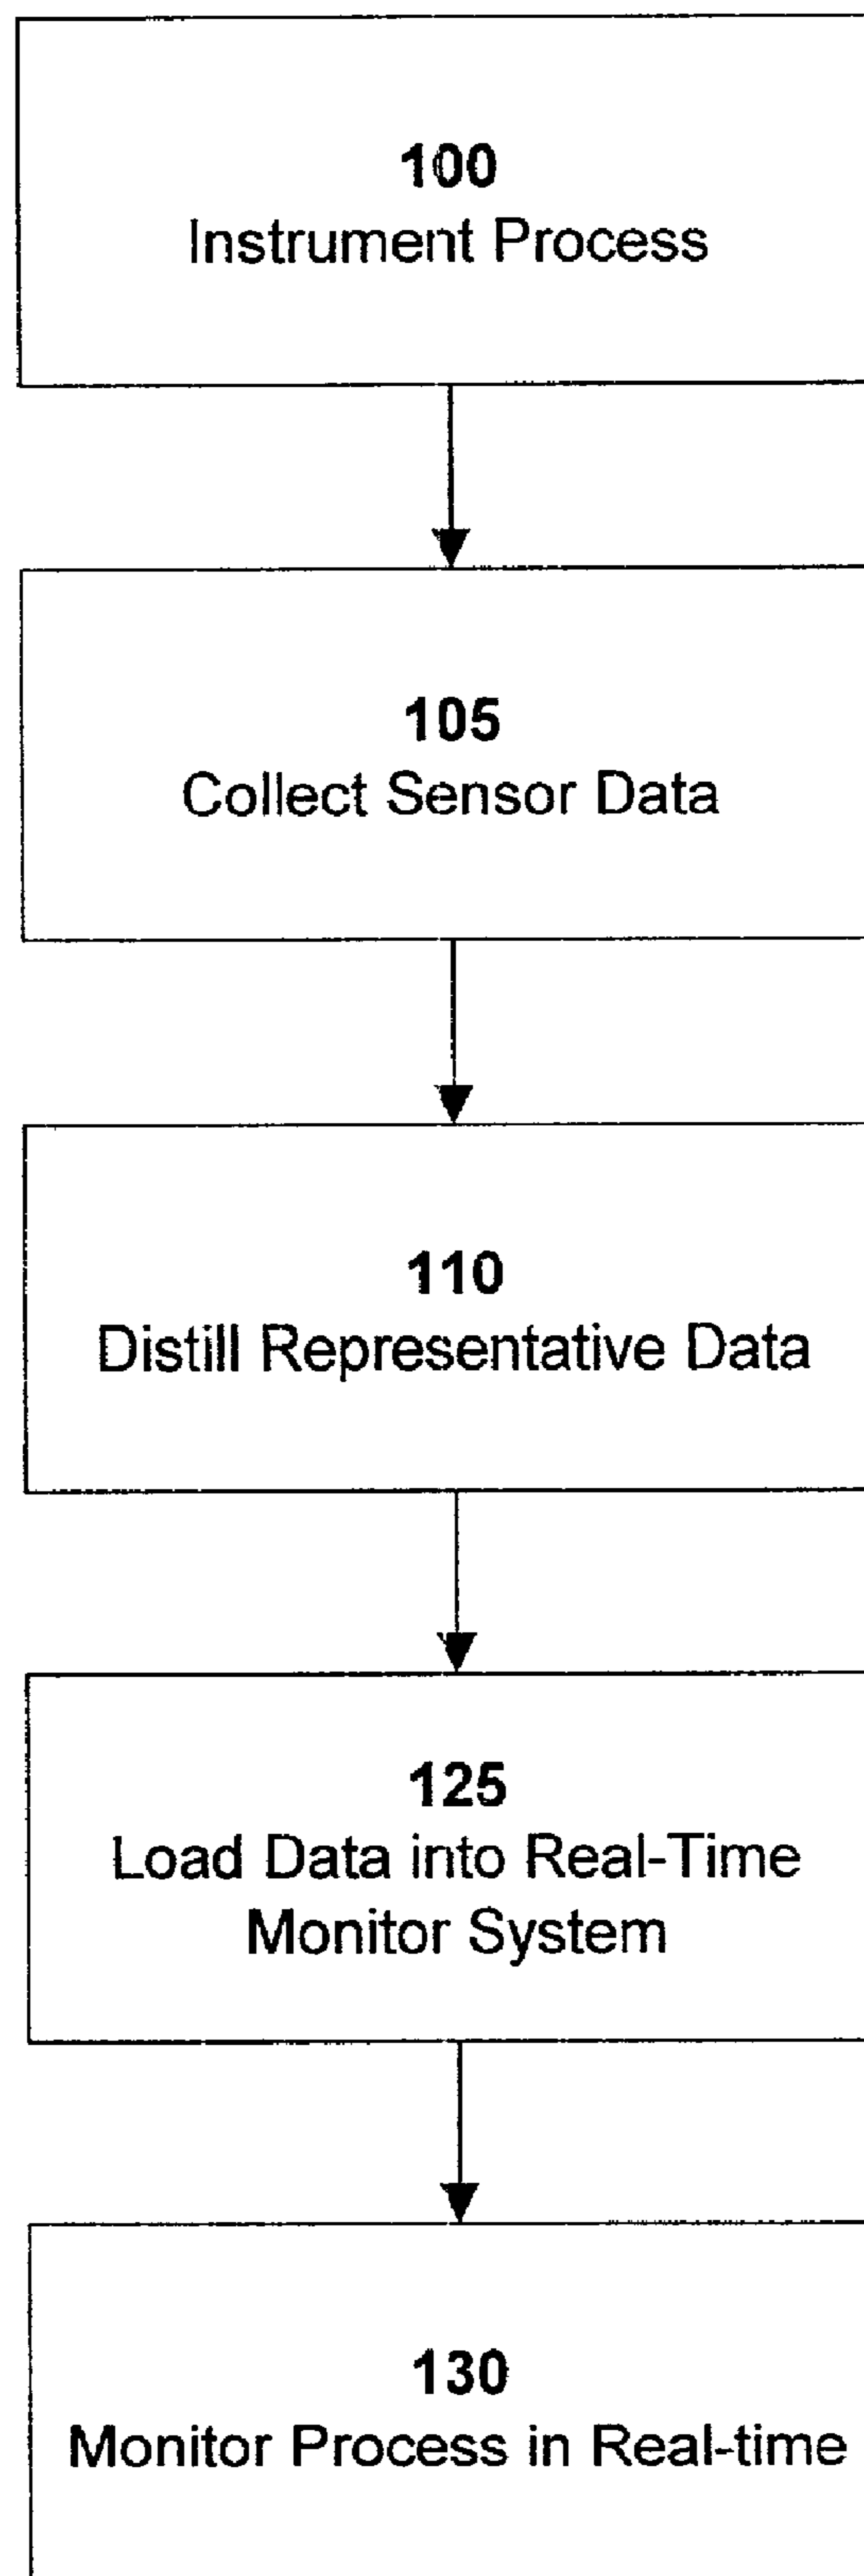 100
Instrument Process
105
Collect Sensor Data
110
Distill Representative Data
125
Load Data into Real-Time
Monitor System
130
Monitor Process in Real-time